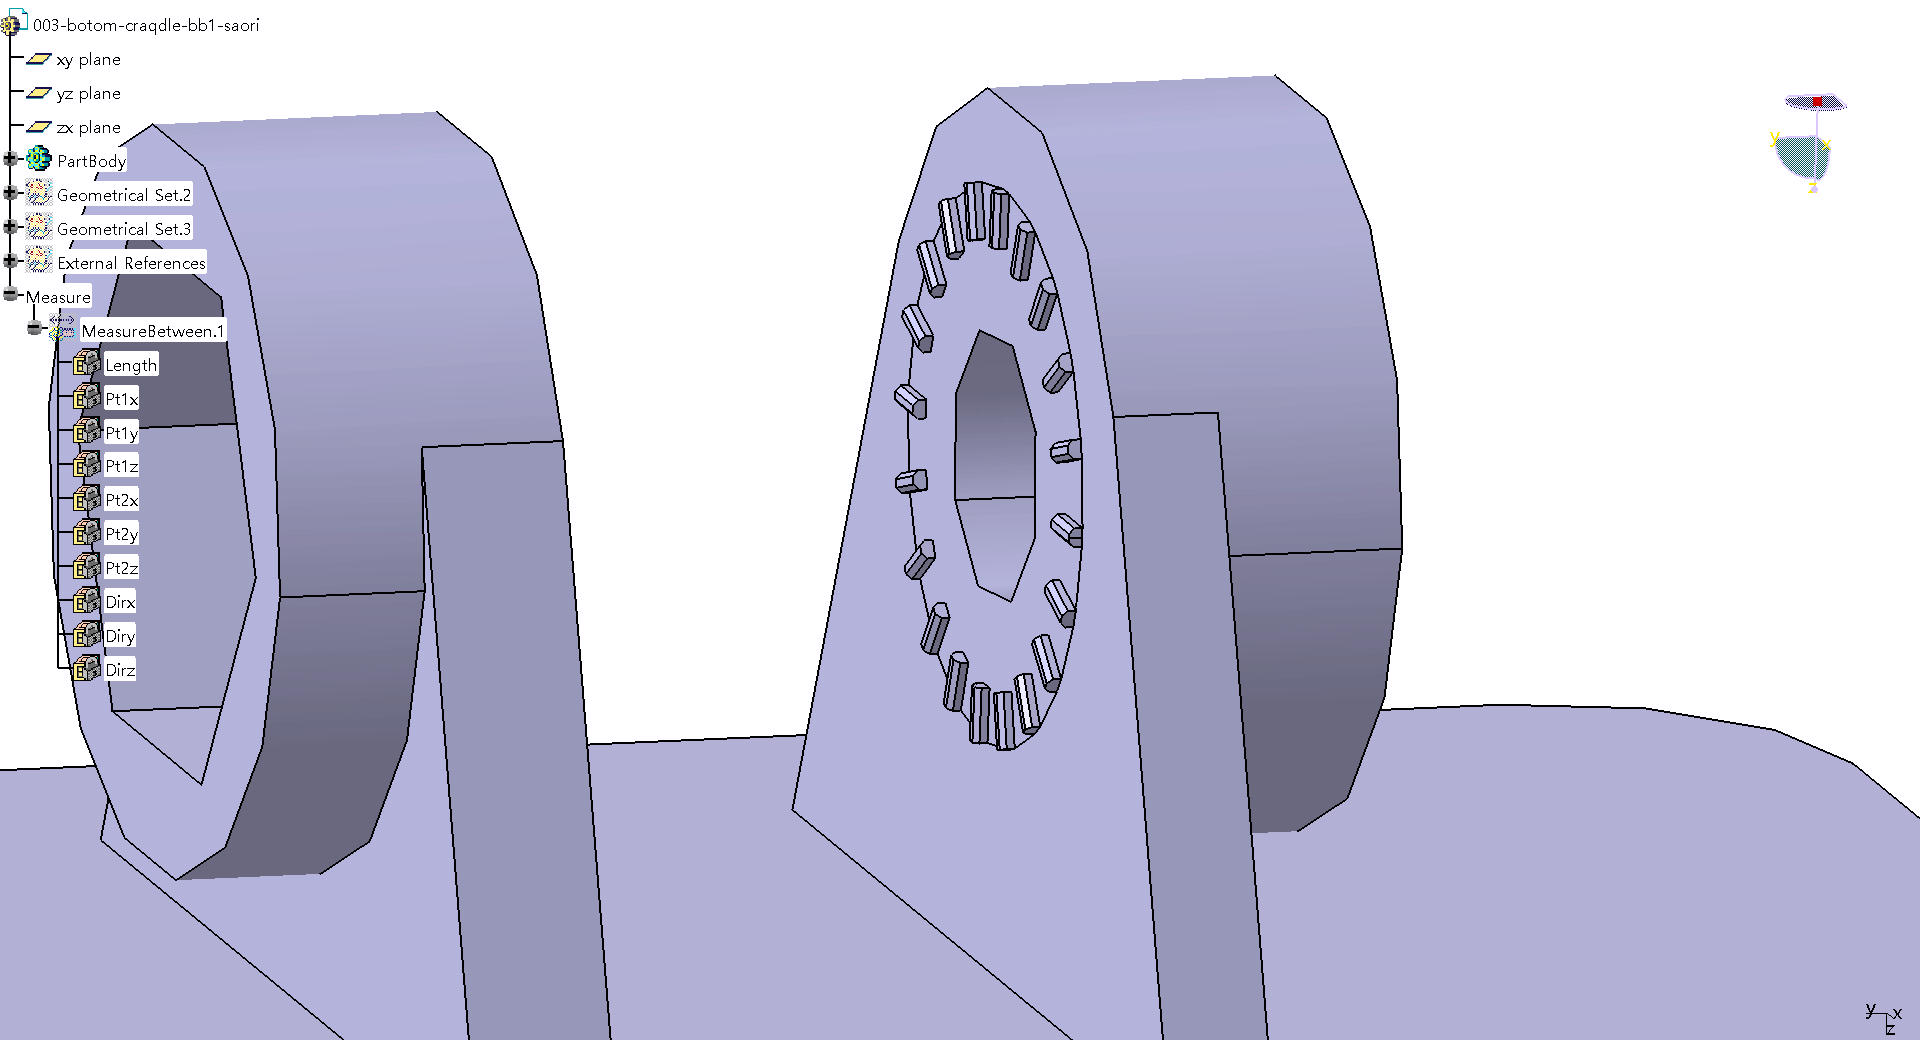 003-botom-craqdle-bb1-saori
xy plane
yz plane
zx plane
PartBody
Geometrical Set.2
Geometrical Set.3
External References
Measure
MeasureBetween.1
Length
Pt1x
Pt1y
Pt1z
Pt2x
Pt2y
Pt2z
Dirx
Diry
Dirz
y
x
z
y x
z